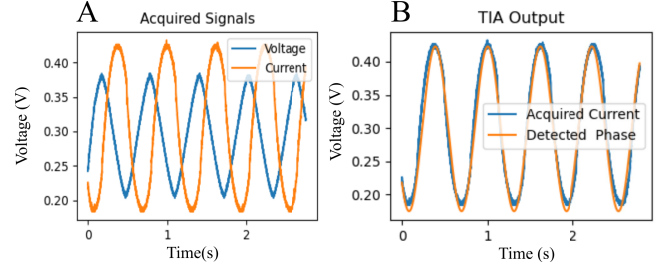 A
Acquired Signals
Voltage (V)
0.40
0.35
0.30
0.25
0.20
Voltage
Current
0 1 2
Time(s)
B
TIA Output
Voltage (V)
0.40
0.35
0.30
0.25
0.20
Acquired Current
Detected Phase
0 1 2
Time (s)